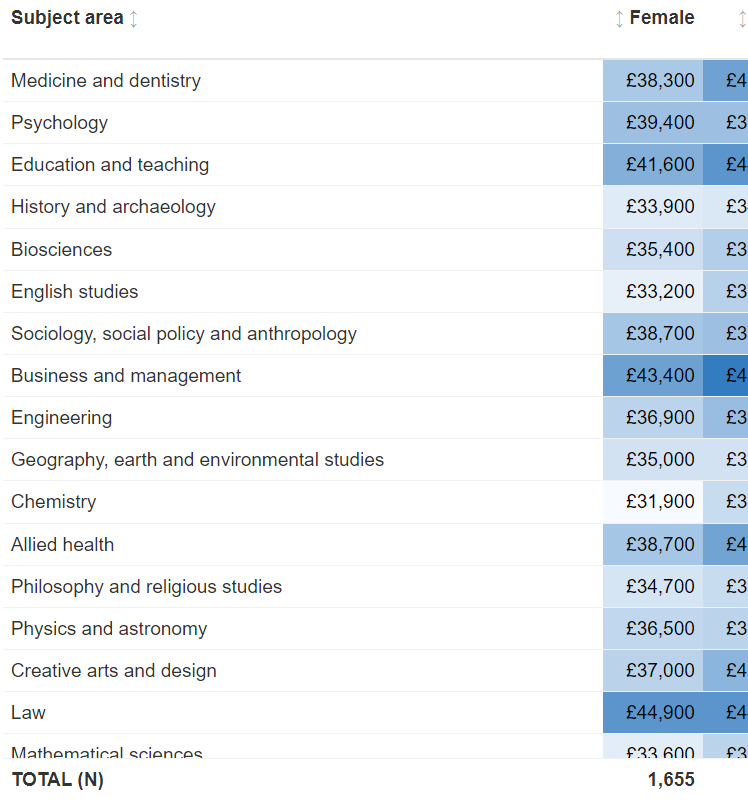 Subject area Female
Medicine and dentistry £38,300 £4
Psychology £39,400 £3
Education and teaching £41,600 £4
History and archaeology £33,900 £3
Biosciences £35,400 £3
English studies £33,200 £3
Sociology, social policy and anthropology £38,700 £3
Business and management £43,400 £4
Engineering £36,900 £3
Geography, earth and environmental studies £35,000 £3
Chemistry £31,900 £3
Allied health £38,700 £4
Philosophy and religious studies £34,700 £3
Physics and astronomy £36,500 £3
Creative arts and design £37,000 £4
Law £44,900 £4
Mathematical sciences £33,600 £3
TOTAL (N) 1,655